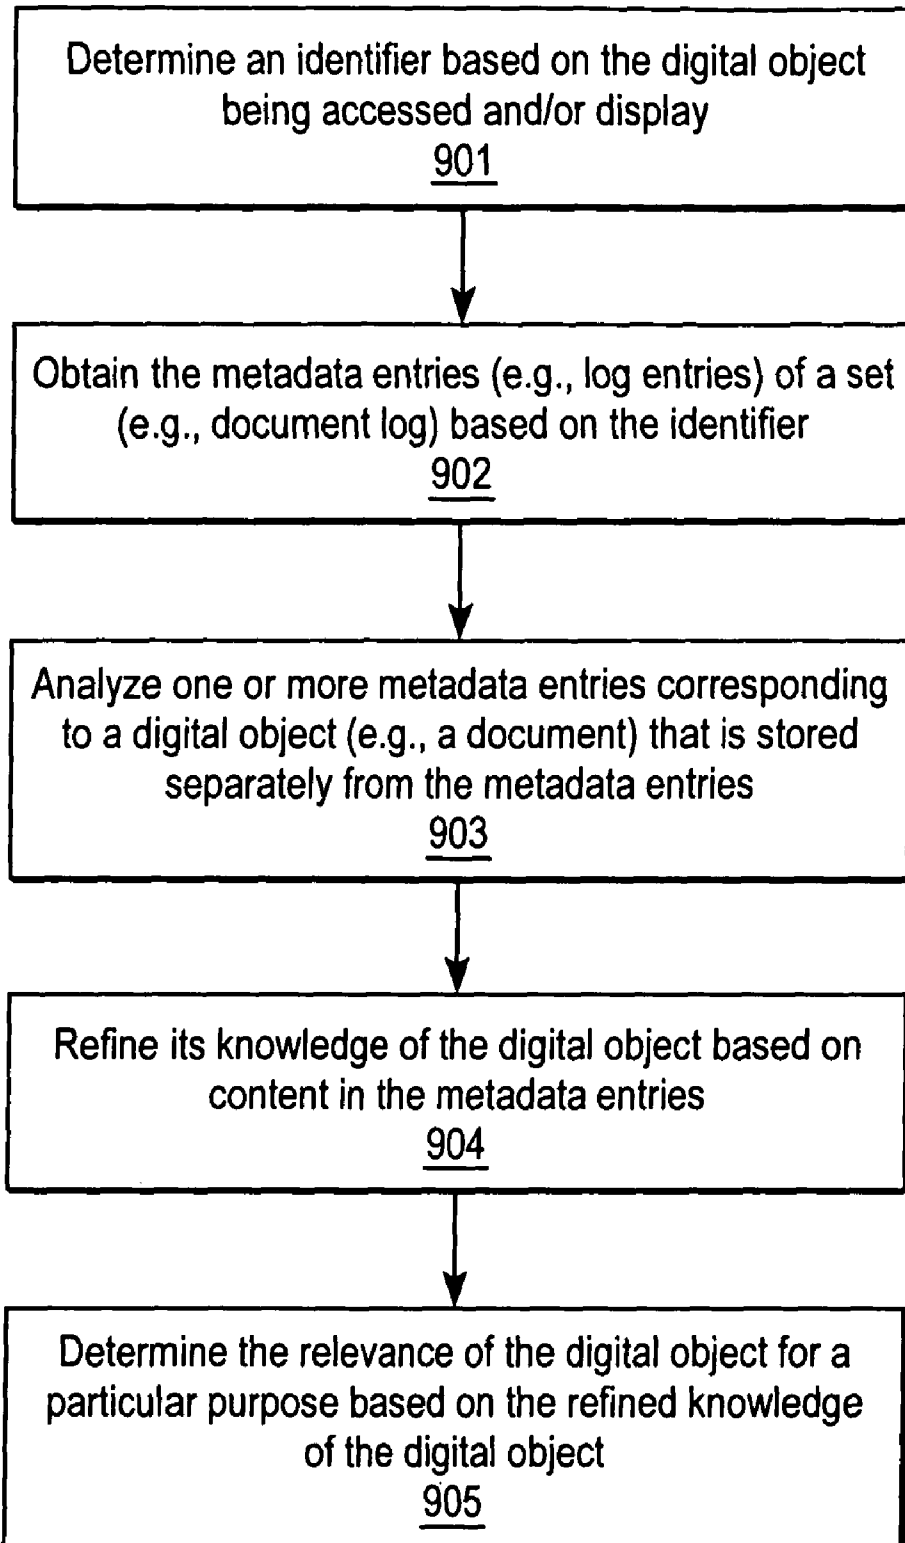 Determine an identifier based on the digital object
being accessed and/or display
901
Obtain the metadata entries (e.g., log entries) of a set
(e.g., document log) based on the identifier
902
Analyze one or more metadata entries corresponding
to a digital object (e.g., a document) that is stored
separately from the metadata entries
903
Refine its knowledge of the digital object based on
content in the metadata entries
904
Determine the relevance of the digital object for a
particular purpose based on the refined knowledge
of the digital object
905